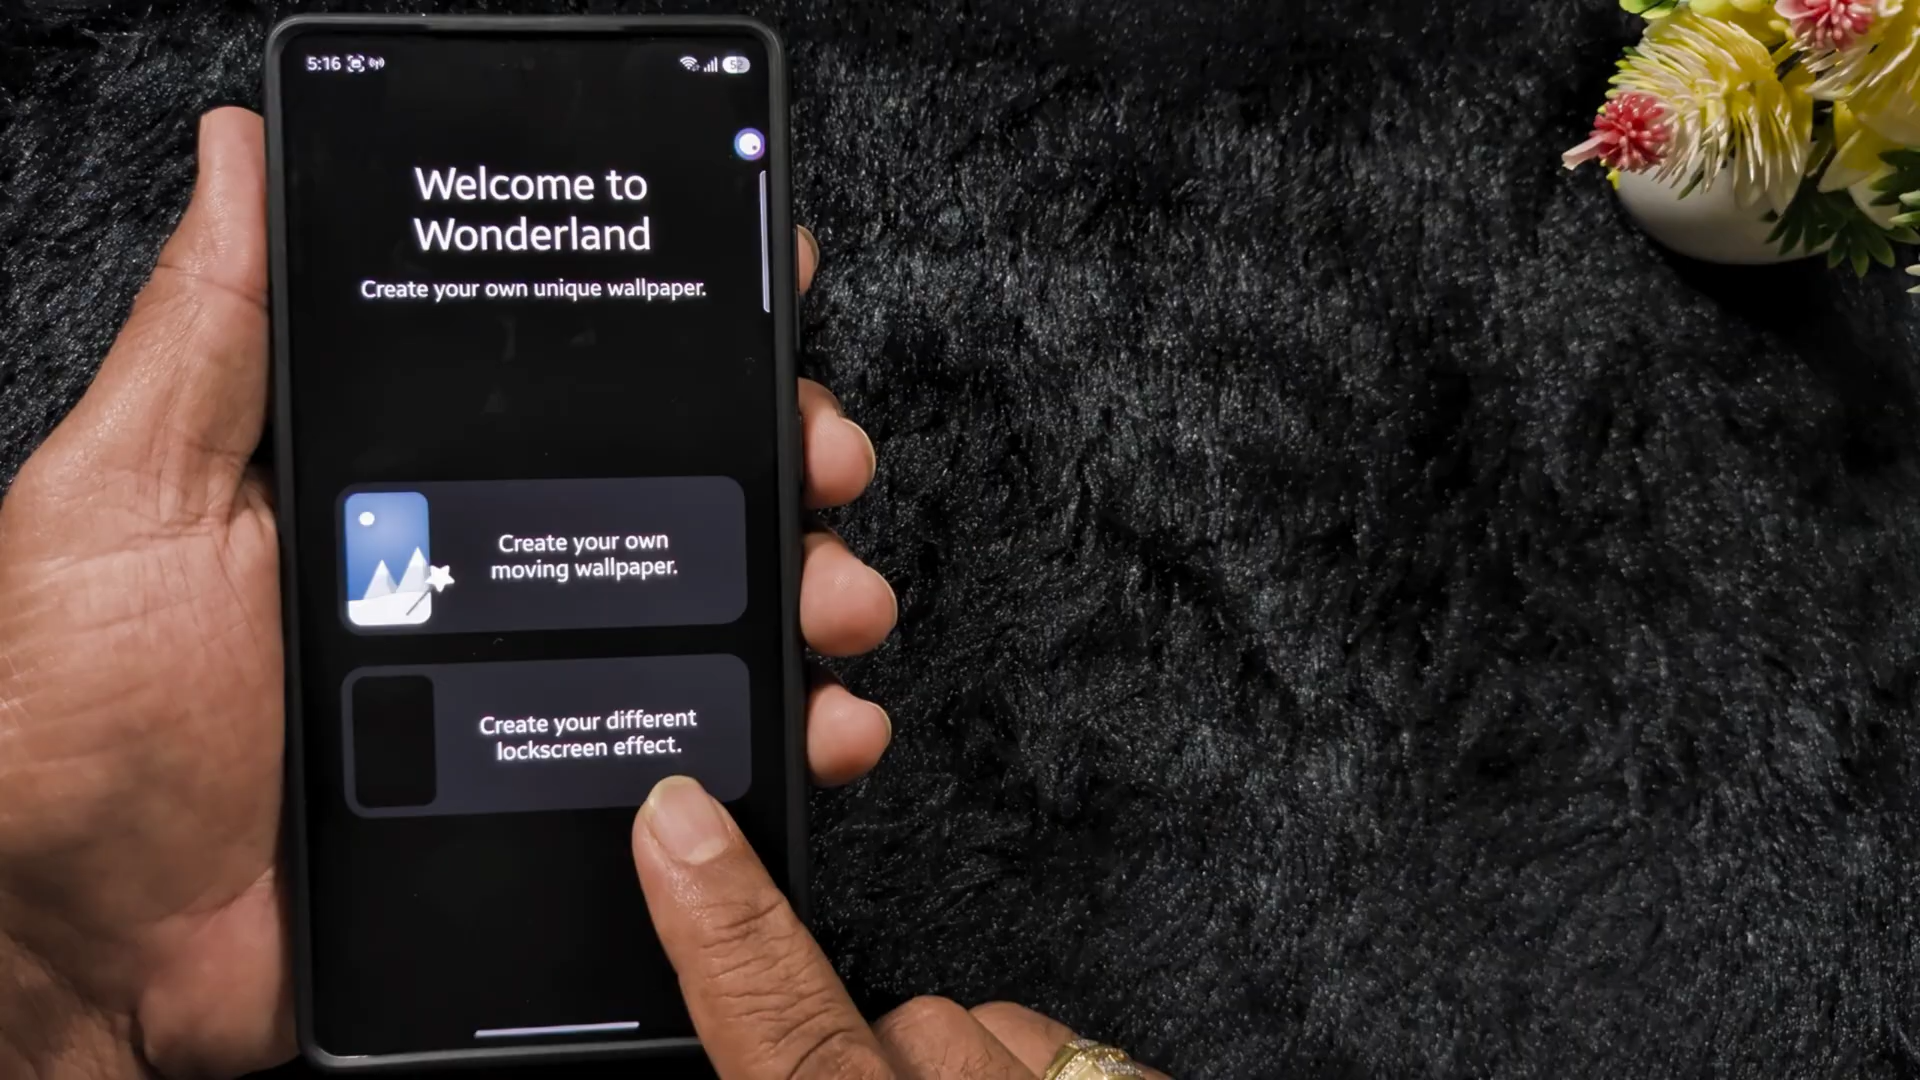 5:16
52
Welcome to
Wonderland
Create your own unique wallpaper.
Create your own
moving wallpaper.
Create your different
lockscreen effect.